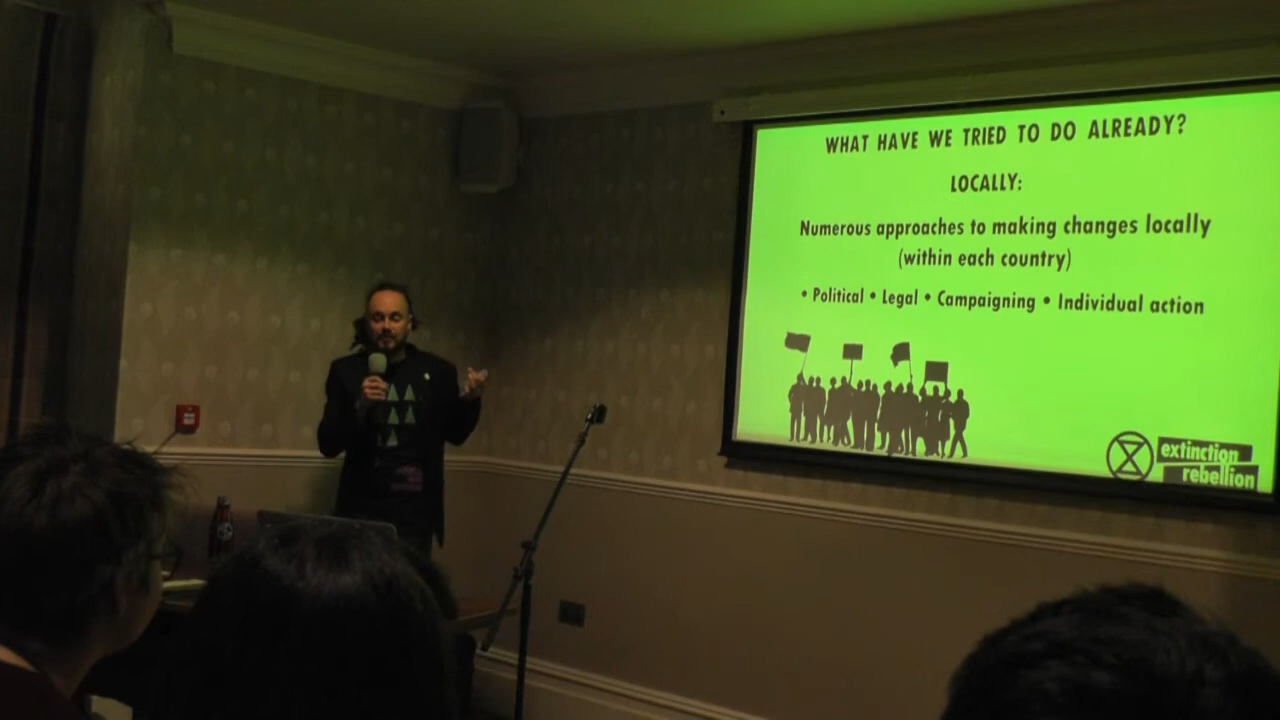 WHAT HAVE WE TRIED TO DO ALREADY?
LOCALLY:
Numerous approaches to making changes locally
(within each country)
• Political • Legal • Campaigning • Individual action
extinction
rebellion